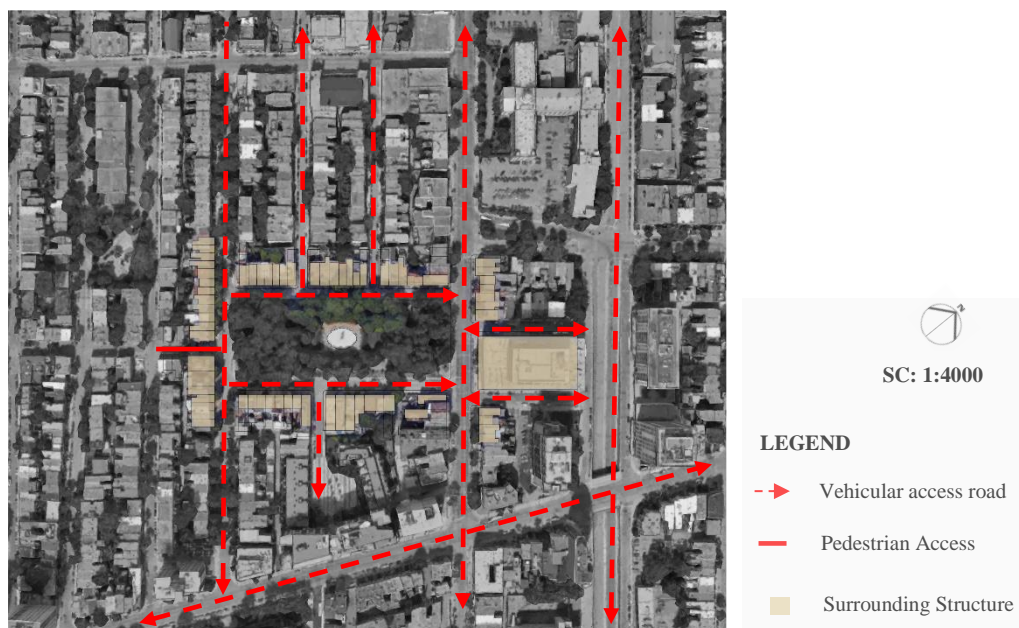 SC: 1:4000
LEGEND
Vehicular access road
Pedestrian Access
Surrounding Structure